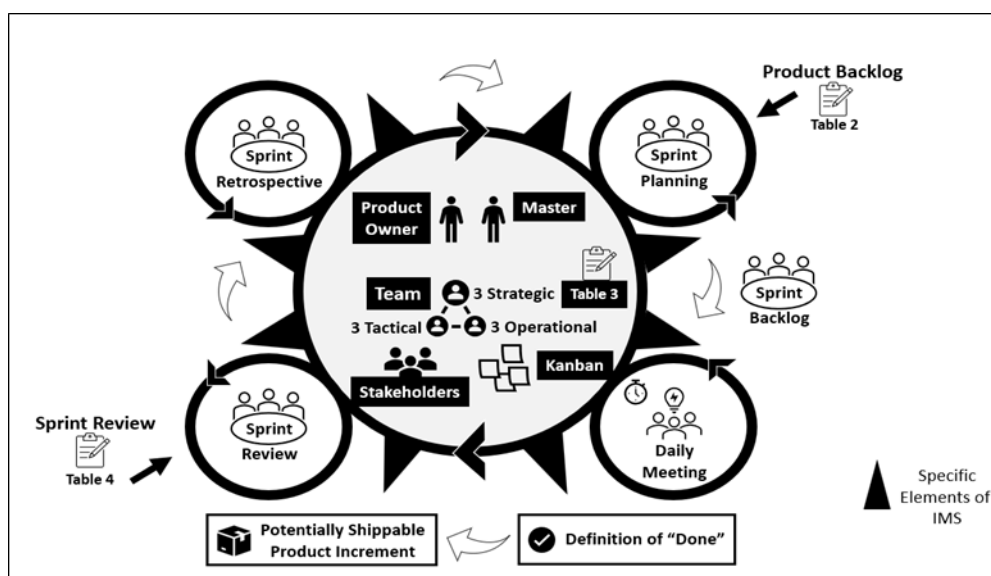 Product Backlog
Table 2
Sprint
Retrospective
Sprint
Planning
Product
Owner
Master
Sprint
Backlog
Team
3 Strategic
Table 3
3 Tactical
3 Operational
Stakeholders
Kanban
Sprint Review
Table 4
Sprint
Review
Daily
Meeting
Specific
Elements of
IMS
Potentially Shippable
Product Increment
Definition of “Done”